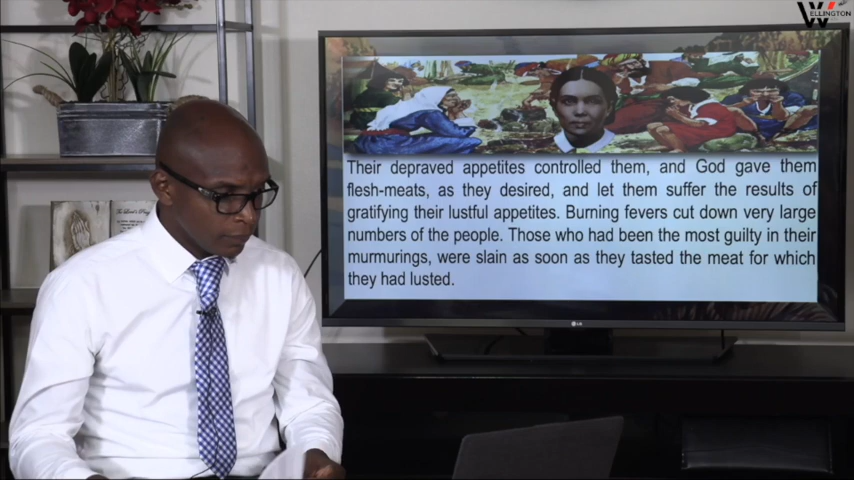 WELLINGTON
Their depraved appetites controlled them, and God gave them
flesh-meats, as they desired, and let them suffer the results of
gratifying their lustful appetites. Burning fevers cut down very large
numbers of the people. Those who had been the most guilty in their
murmurings, were slain as soon as they tasted the meat for which
they had lusted.
LG